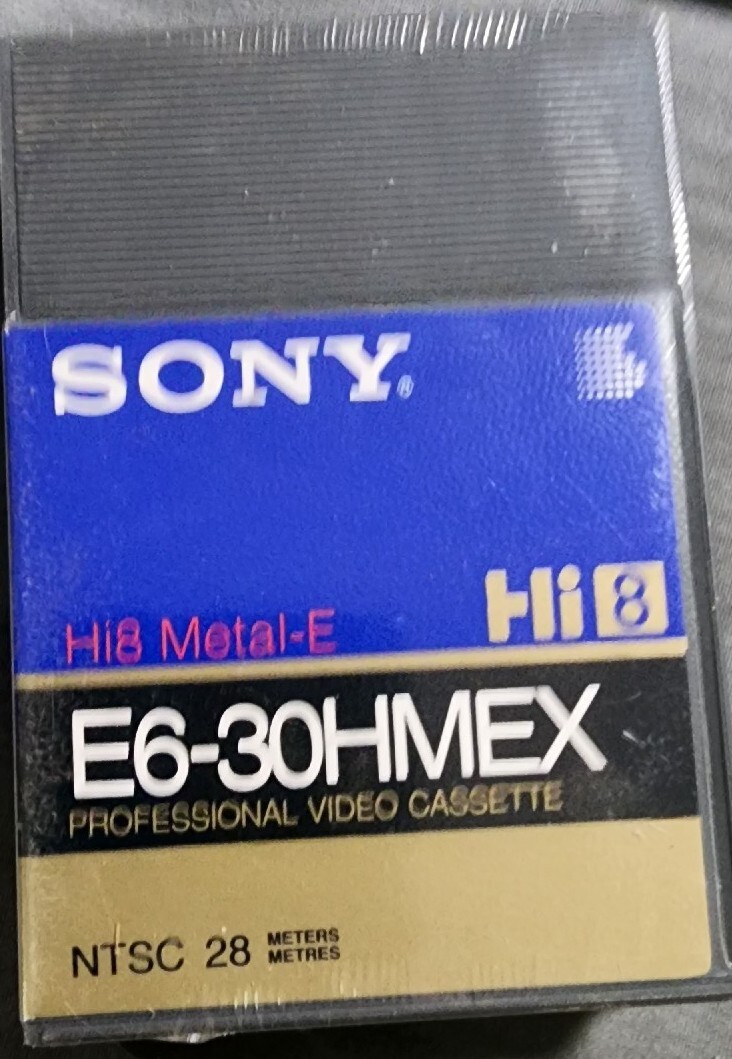 SONY®
Hi8
Hi8 Metal-E
E6-30HMEX
PROFESSIONAL VIDEO CASSETTE
NTSC 28 METERS
METRES